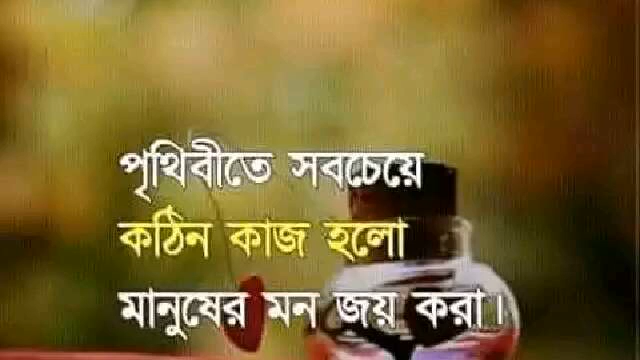 পৃথিবীতে সবচেয়ে
কঠিন কাজ হলো
মানুষের মন জয় করা।